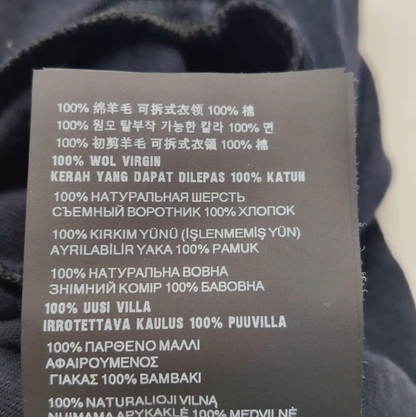 100% 綿羊毛 可拆式衣领 100% 棉
100% 원모 탈부착 가능한 칼라 100% 면
100% 初剪羊毛 可拆式衣領 100% 棉
100% WOL VIRGIN
KERAH YANG DAPAT DILEPAS 100% KATUN
100% НАТУРАЛЬНАЯ ШЕРСТЬ
СЪЕМНЫЙ ВОРОТНИК 100% ХЛОПОК
100% KIRKIM YÜNÜ (İŞLENMEMİŞ YÜN)
AYRILABİLİR YAKA 100% PAMUK
100% НАТУРАЛЬНА ВОВНА
ЗНІМНИЙ КОМІР 100% БАВОВНА
100% UUSI VILLA
IRROTETTAVA KAULUS 100% PUUVILLA
100% ΠΑΡΘΕΝΟ ΜΑΛΛΙ
ΑΦΑΙΡΟΥΜΕΝΟΣ
ΓΙΑΚΑΣ 100% ΒΑΜΒΑΚΙ
100% NATURALIOJI VILNA
NUIMAMA APYKAKLĖ 100% MEDVILNĖ